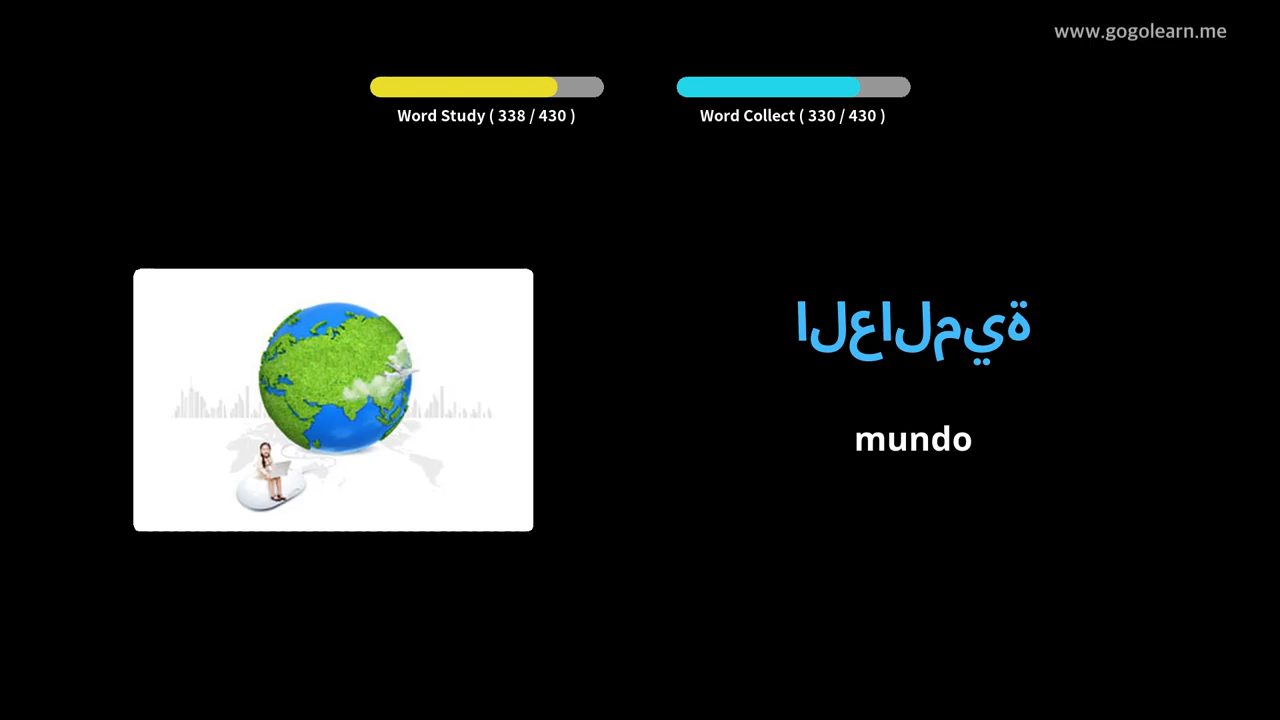 www.gogolearn.me
Word Study ( 338 / 430 )
Word Collect ( 330 / 430 )
العالمية
mundo